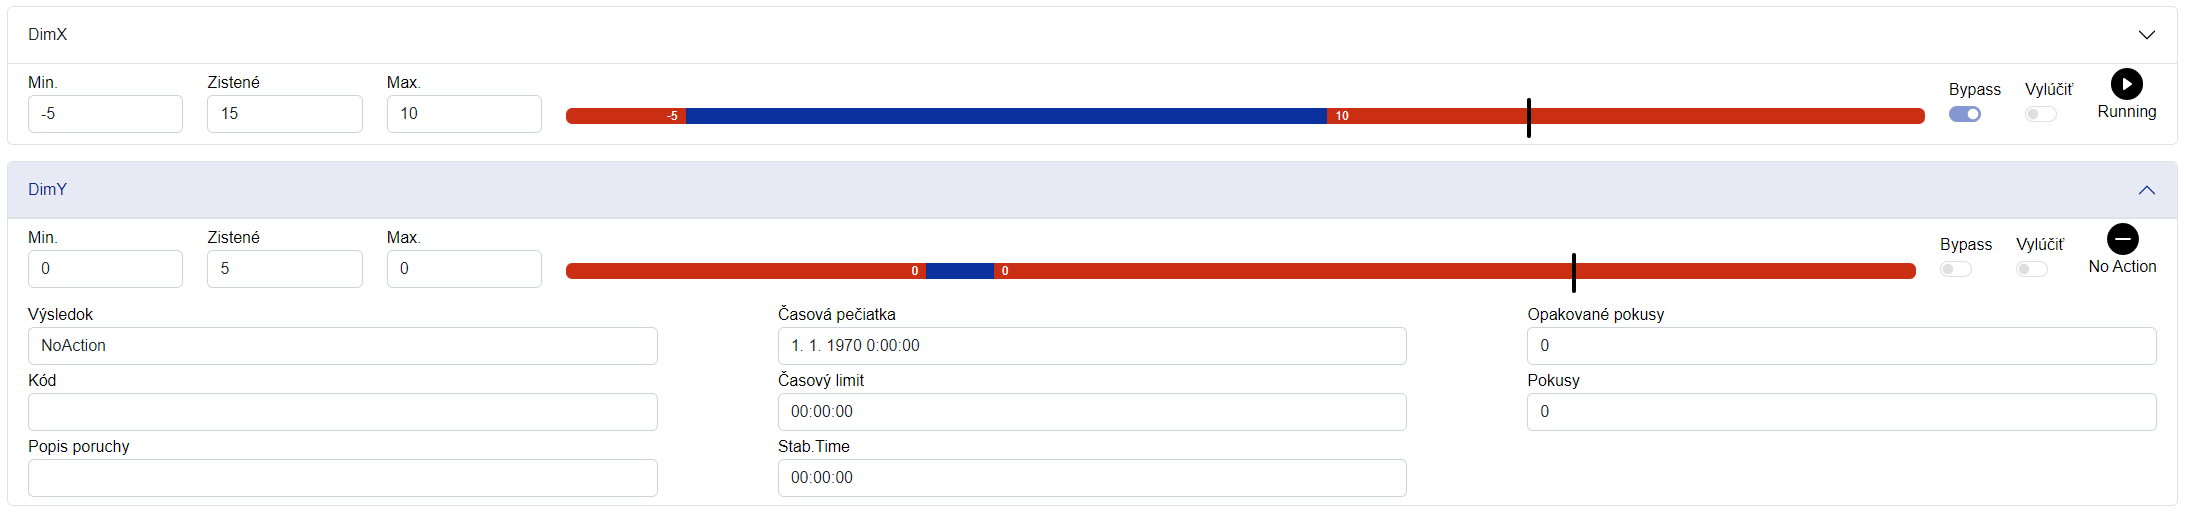 DimX
Min. Zistené Max.
-5 15 10 -5 10 Bypass Vylúčiť Running
DimY
Min. Zistené Max.
0 5 0 0 0 Bypass Vylúčiť No Action
Výsledok Časová pečiatka Opakované pokusy
NoAction 1. 1. 1970 0:00:00 0
Kód Časový limit Pokusy
00:00:00 0
Popis poruchy Stab.Time
00:00:00